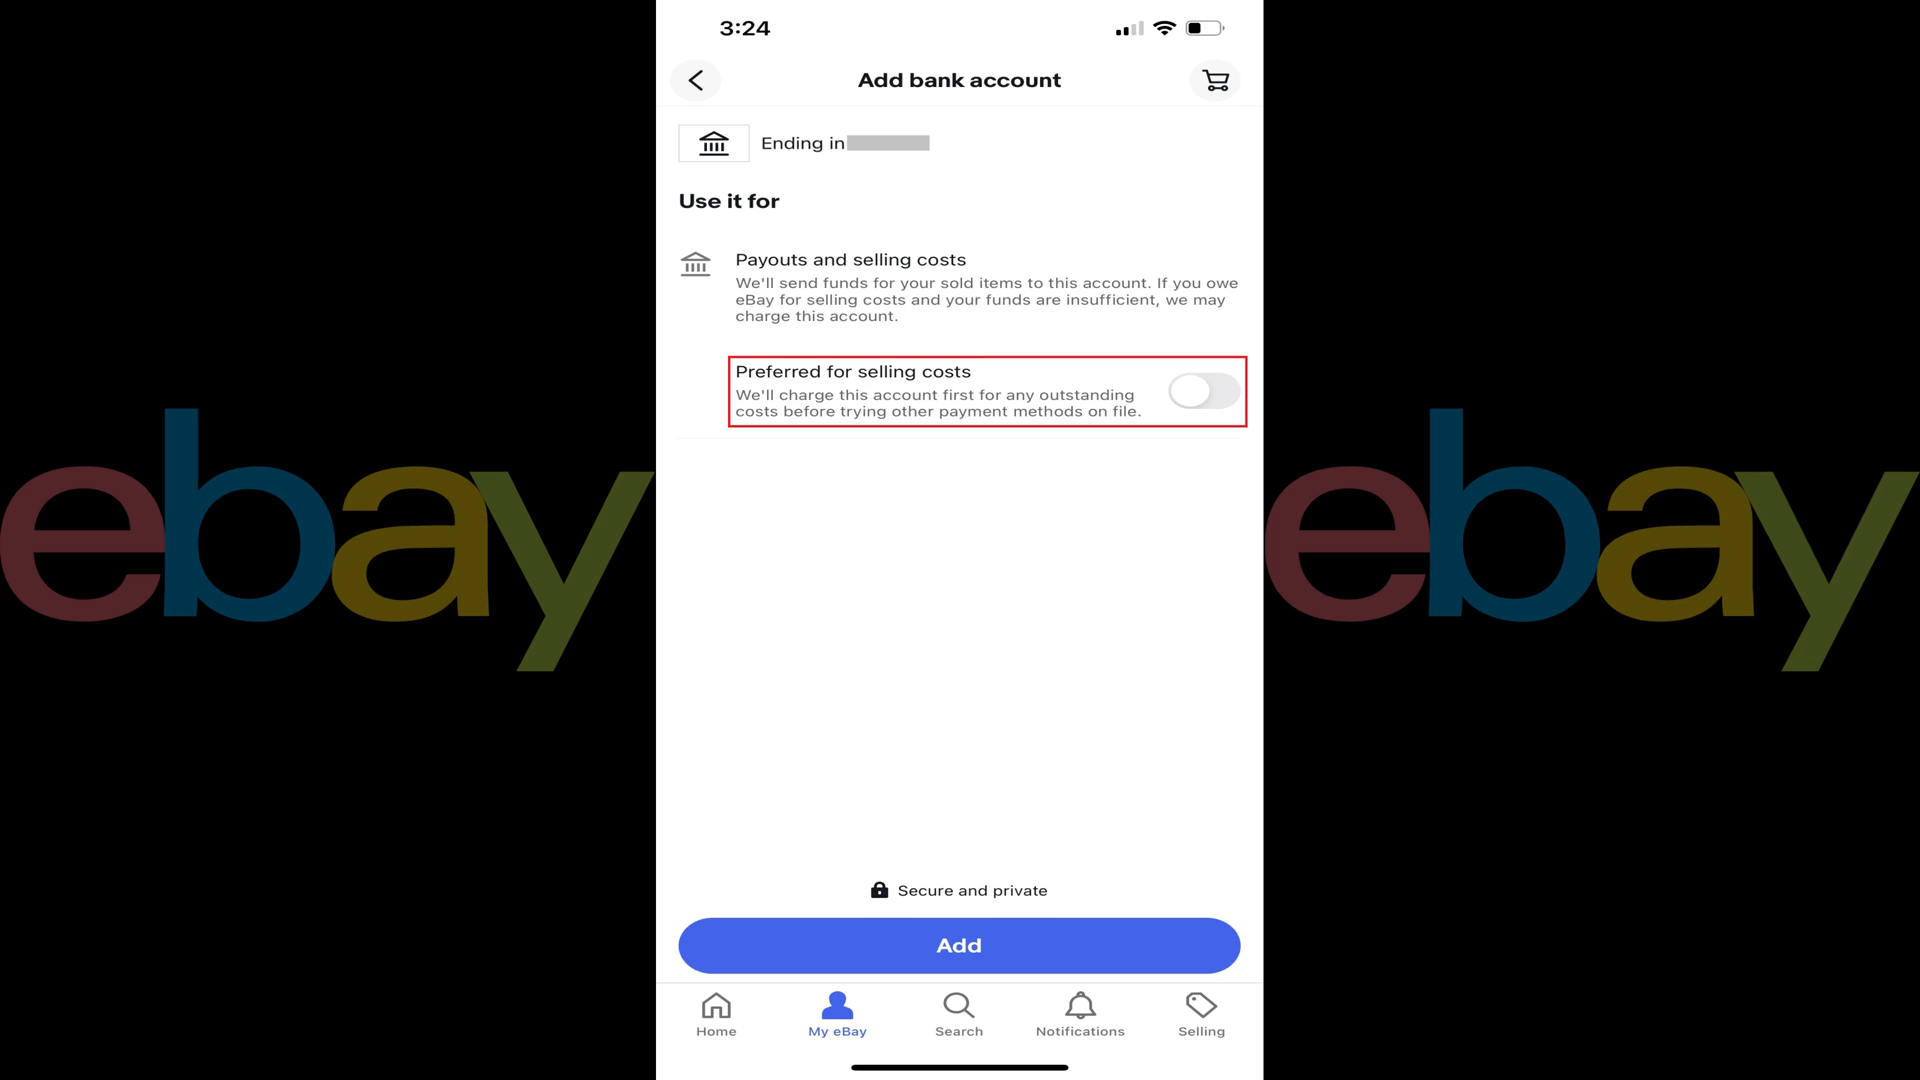 3:24
Add bank account
Ending in
Use it for
Payouts and selling costs
We'll send funds for your sold items to this account. If you owe
eBay for selling costs and your funds are insufficient, we may
charge this account.
Preferred for selling costs
We'll charge this account first for any outstanding
costs before trying other payment methods on file.
ebay
ebay
Secure and private
Add
Home
My eBay
Search
Notifications
Selling